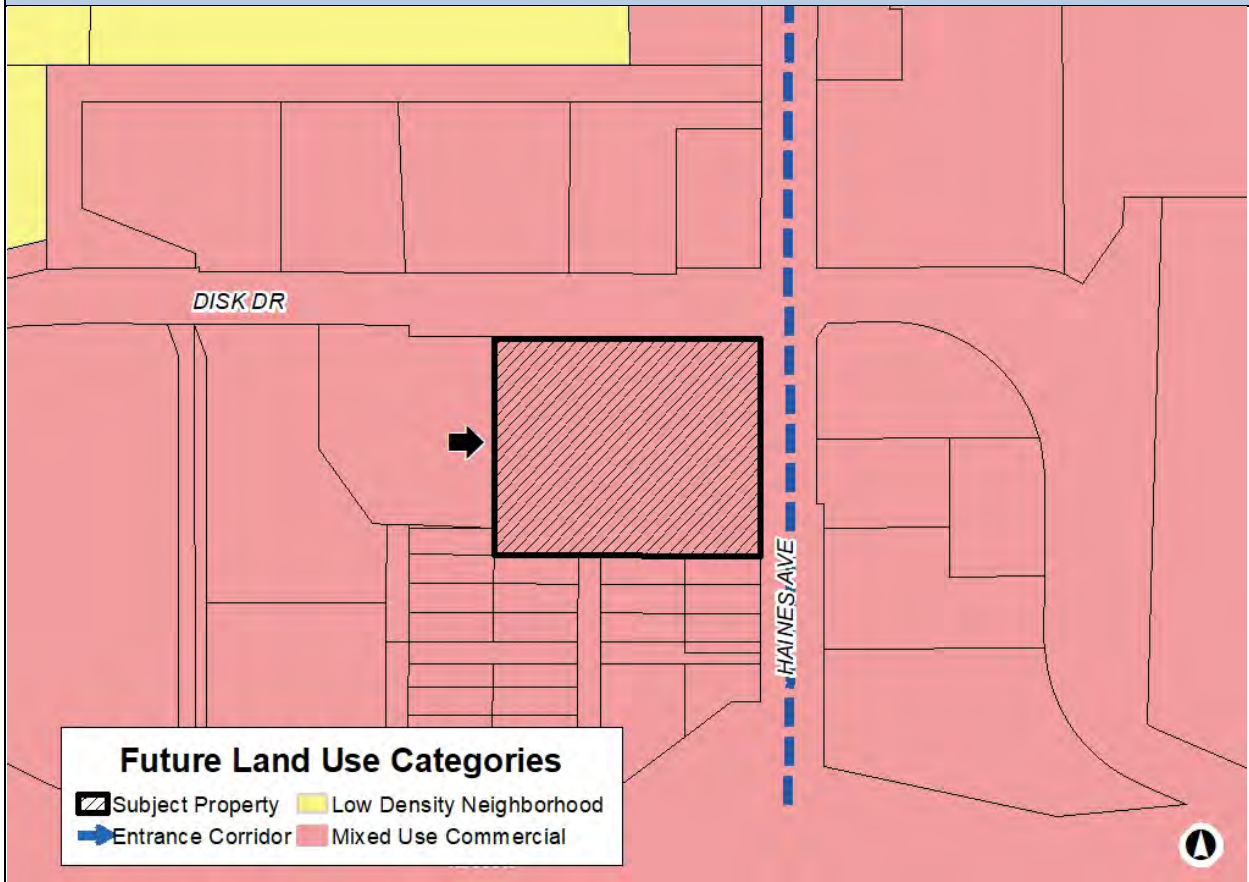 DISK DR
HAINES AVE
Future Land Use Categories
Subject Property Low Density Neighborhood
Entrance Corridor Mixed Use Commercial